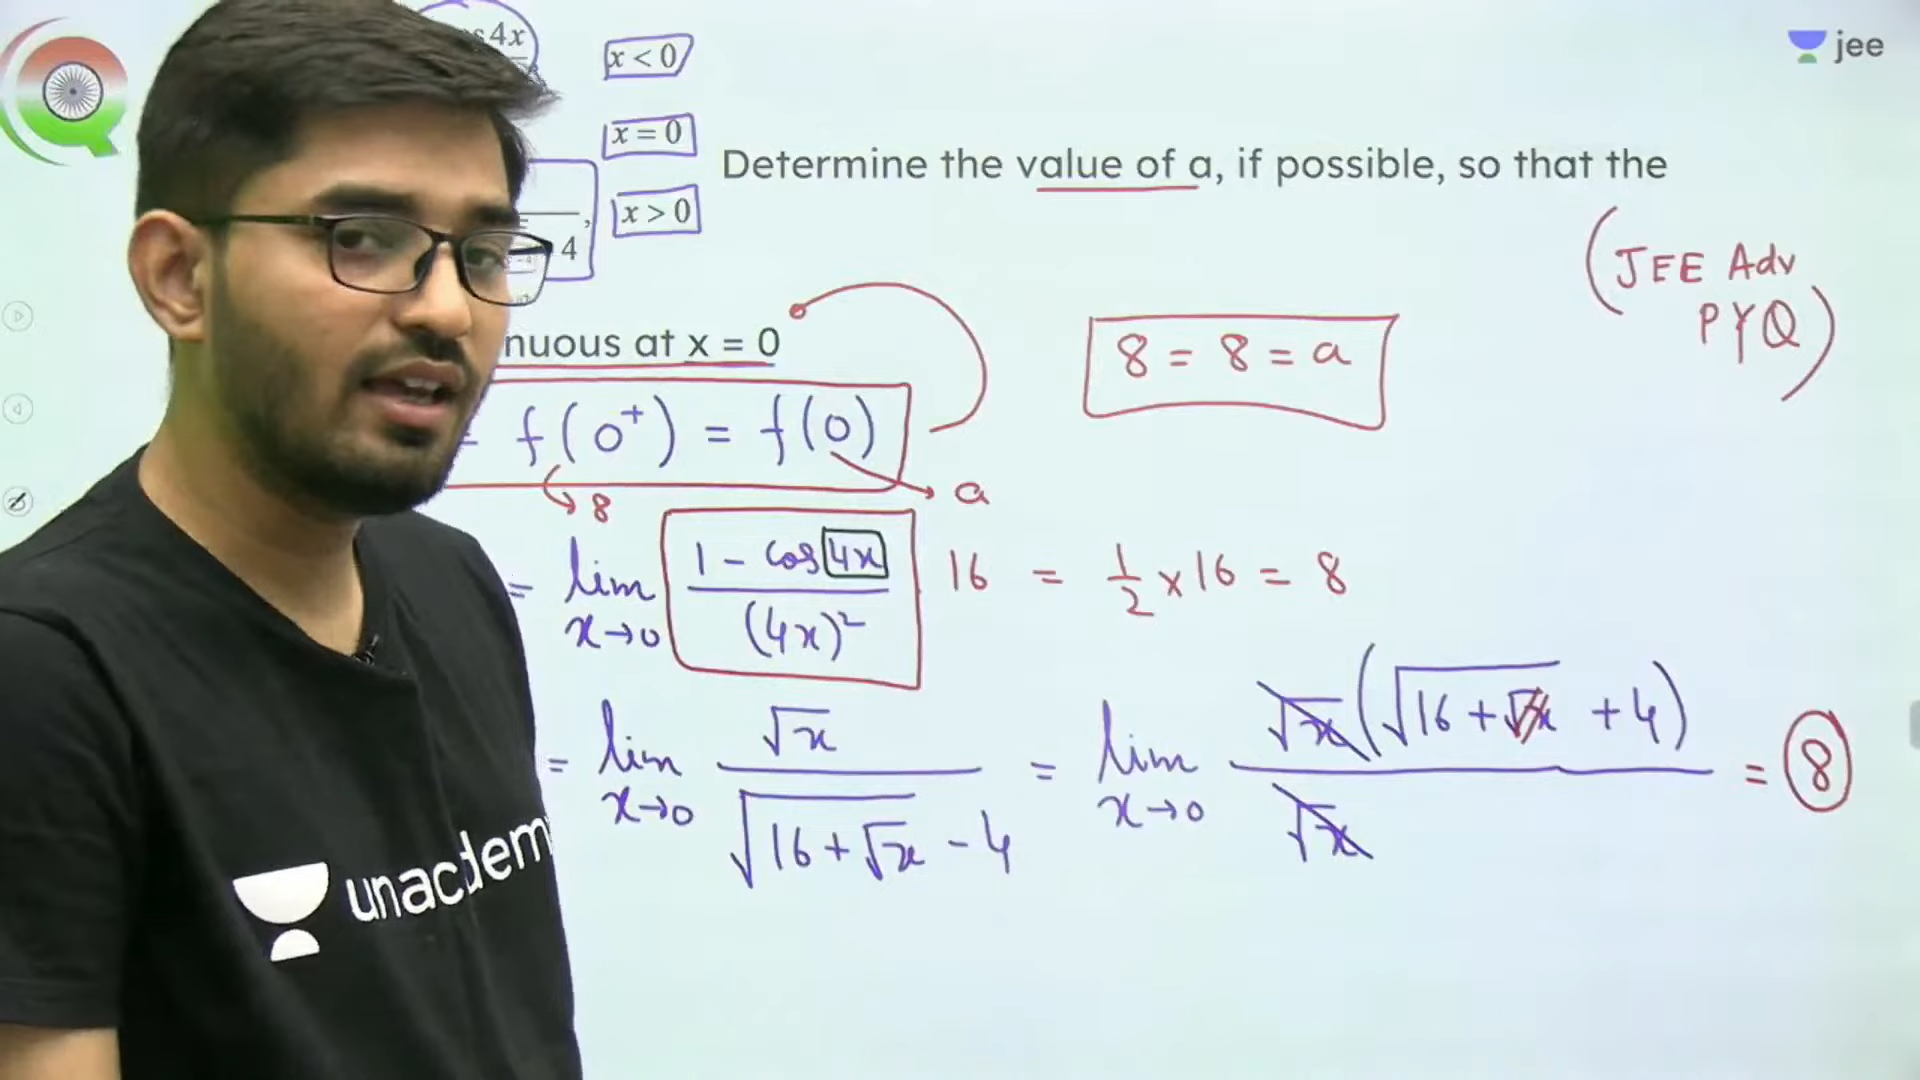 4x
x < 0
jee
x = 0
Determine the value of a, if possible, so that the
x > 0
, 4
(JEE Adv
PYQ)
nuous at x = 0
8 = 8 = a
= f(0⁺) = f(0)
8
a
= lim x→0 (1 - cos 4x)/(4x)² 16 = 1/2 × 16 = 8
= lim x→0 √x/(√(16+√x) - 4) = lim x→0 √x(√(16+√x) + 4)/√x = 8
unacdem